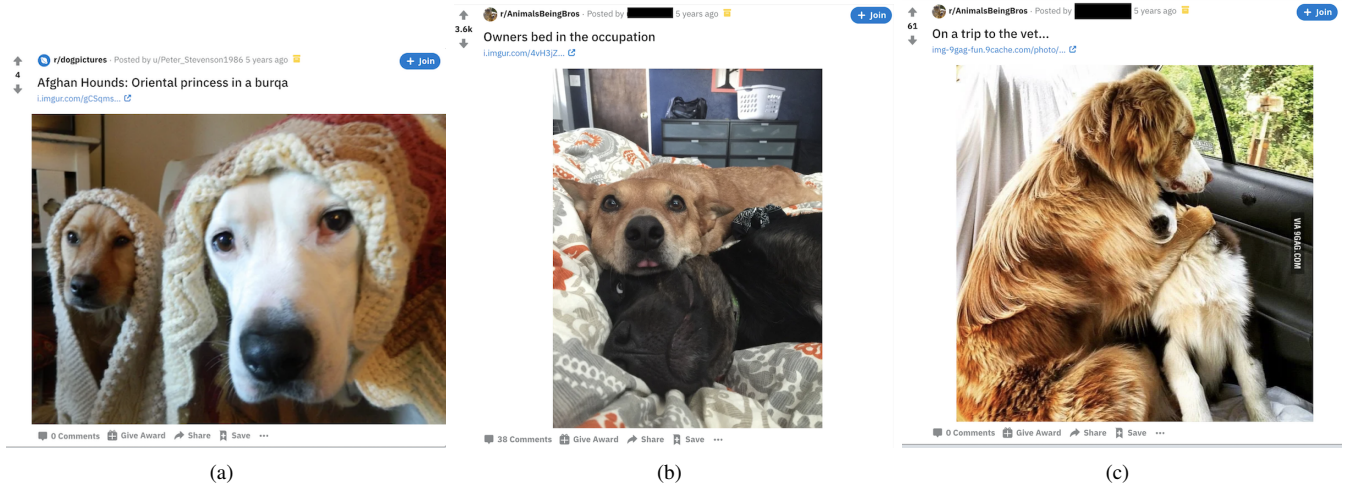 r/dogpictures · Posted by u/Peter_Stevenson1986 5 years ago
+ Join
4
Afghan Hounds: Oriental princess in a burqa
i.imgur.com/gCSqms...
0 Comments Give Award Share Save ...
(a)
r/AnimalsBeingBros · Posted by 5 years ago
+ Join
3.6k
Owners bed in the occupation
i.imgur.com/4vH3jZ...
38 Comments Give Award Share Save ...
(b)
r/AnimalsBeingBros · Posted by 5 years ago
+ Join
61
On a trip to the vet...
img-9gag-fun.9cache.com/photo/...
VIA 9GAG.COM
0 Comments Give Award Share Save ...
(c)